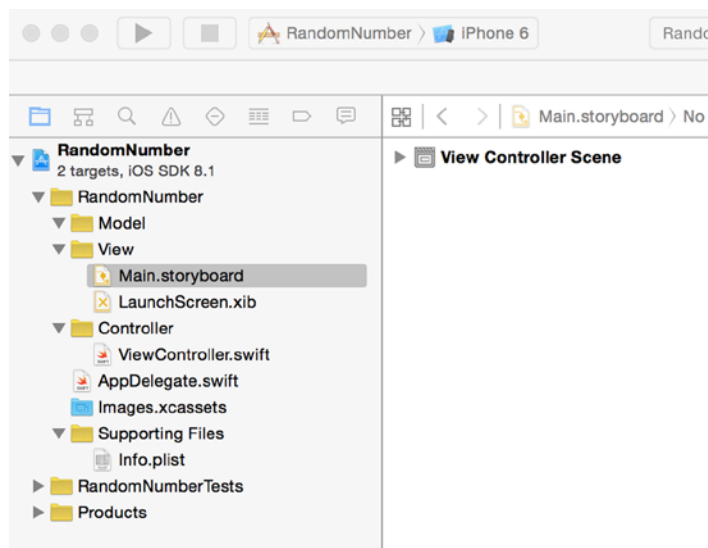 RandomNumber 〉 iPhone 6
Rando
Main.storyboard 〉 No
RandomNumber
2 targets, iOS SDK 8.1
View Controller Scene
RandomNumber
Model
View
Main.storyboard
LaunchScreen.xib
Controller
ViewController.swift
AppDelegate.swift
Images.xcassets
Supporting Files
Info.plist
RandomNumberTests
Products